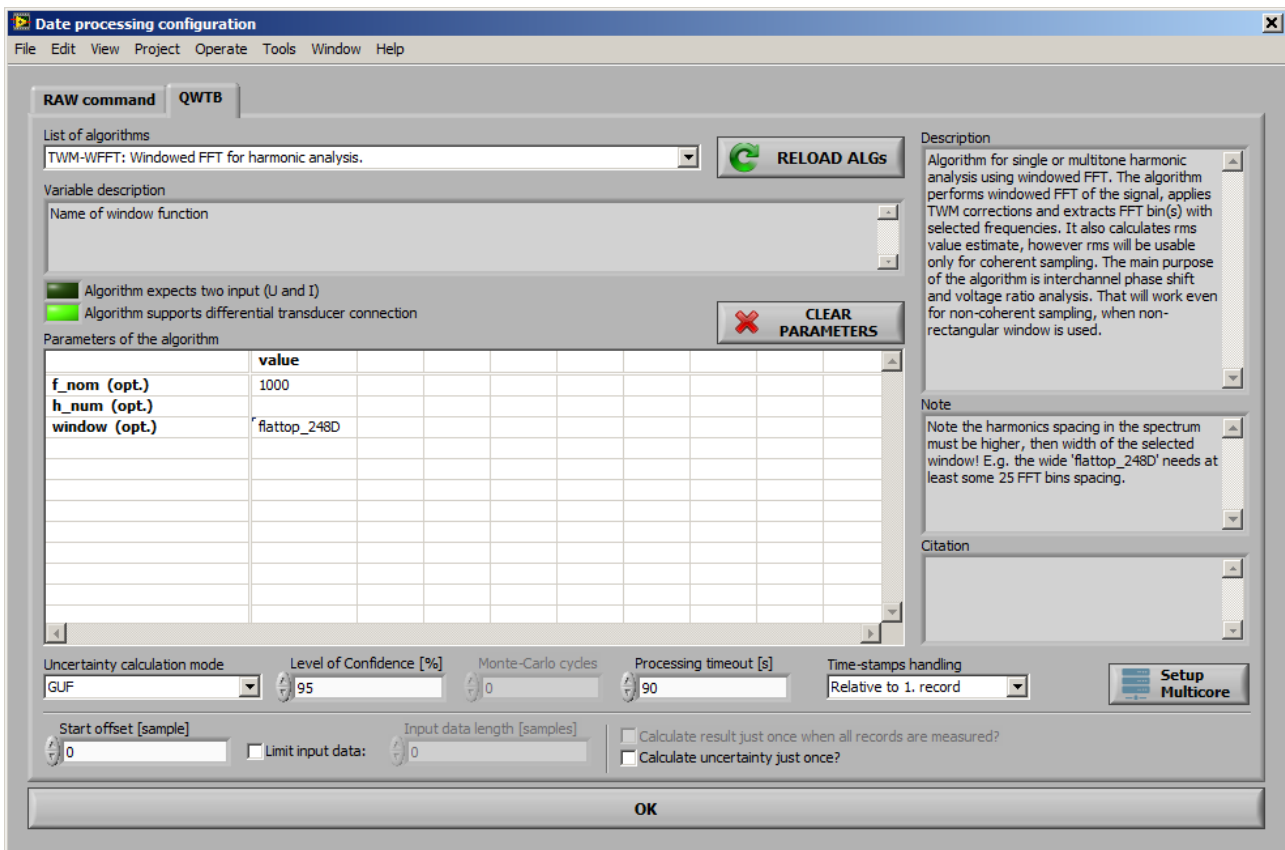 Date processing configuration
File Edit View Project Operate Tools Window Help
RAW command QWTB
List of algorithms
TWM-WFFT: Windowed FFT for harmonic analysis.
RELOAD ALGs
Variable description
Name of window function
Algorithm expects two input (U and I)
Algorithm supports differential transducer connection
CLEAR
PARAMETERS
Parameters of the algorithm
value
f_nom (opt.) 1000
h_num (opt.)
window (opt.) flattop_248D
Description
Algorithm for single or multitone harmonic
analysis using windowed FFT. The algorithm
performs windowed FFT of the signal, applies
TWM corrections and extracts FFT bin(s) with
selected frequencies. It also calculates rms
value estimate, however rms will be usable
only for coherent sampling. The main purpose
of the algorithm is interchannel phase shift
and voltage ratio analysis. That will work even
for non-coherent sampling, when non-
rectangular window is used.
Note
Note the harmonics spacing in the spectrum
must be higher, then width of the selected
window! E.g. the wide 'flattop_248D' needs at
least some 25 FFT bins spacing.
Citation
Uncertainty calculation mode
GUF
Level of Confidence [%]
95
Monte-Carlo cycles
0
Processing timeout [s]
90
Time-stamps handling
Relative to 1. record
Setup
Multicore
Start offset [sample]
0
Limit input data:
Input data length [samples]
0
Calculate result just once when all records are measured?
Calculate uncertainty just once?
OK